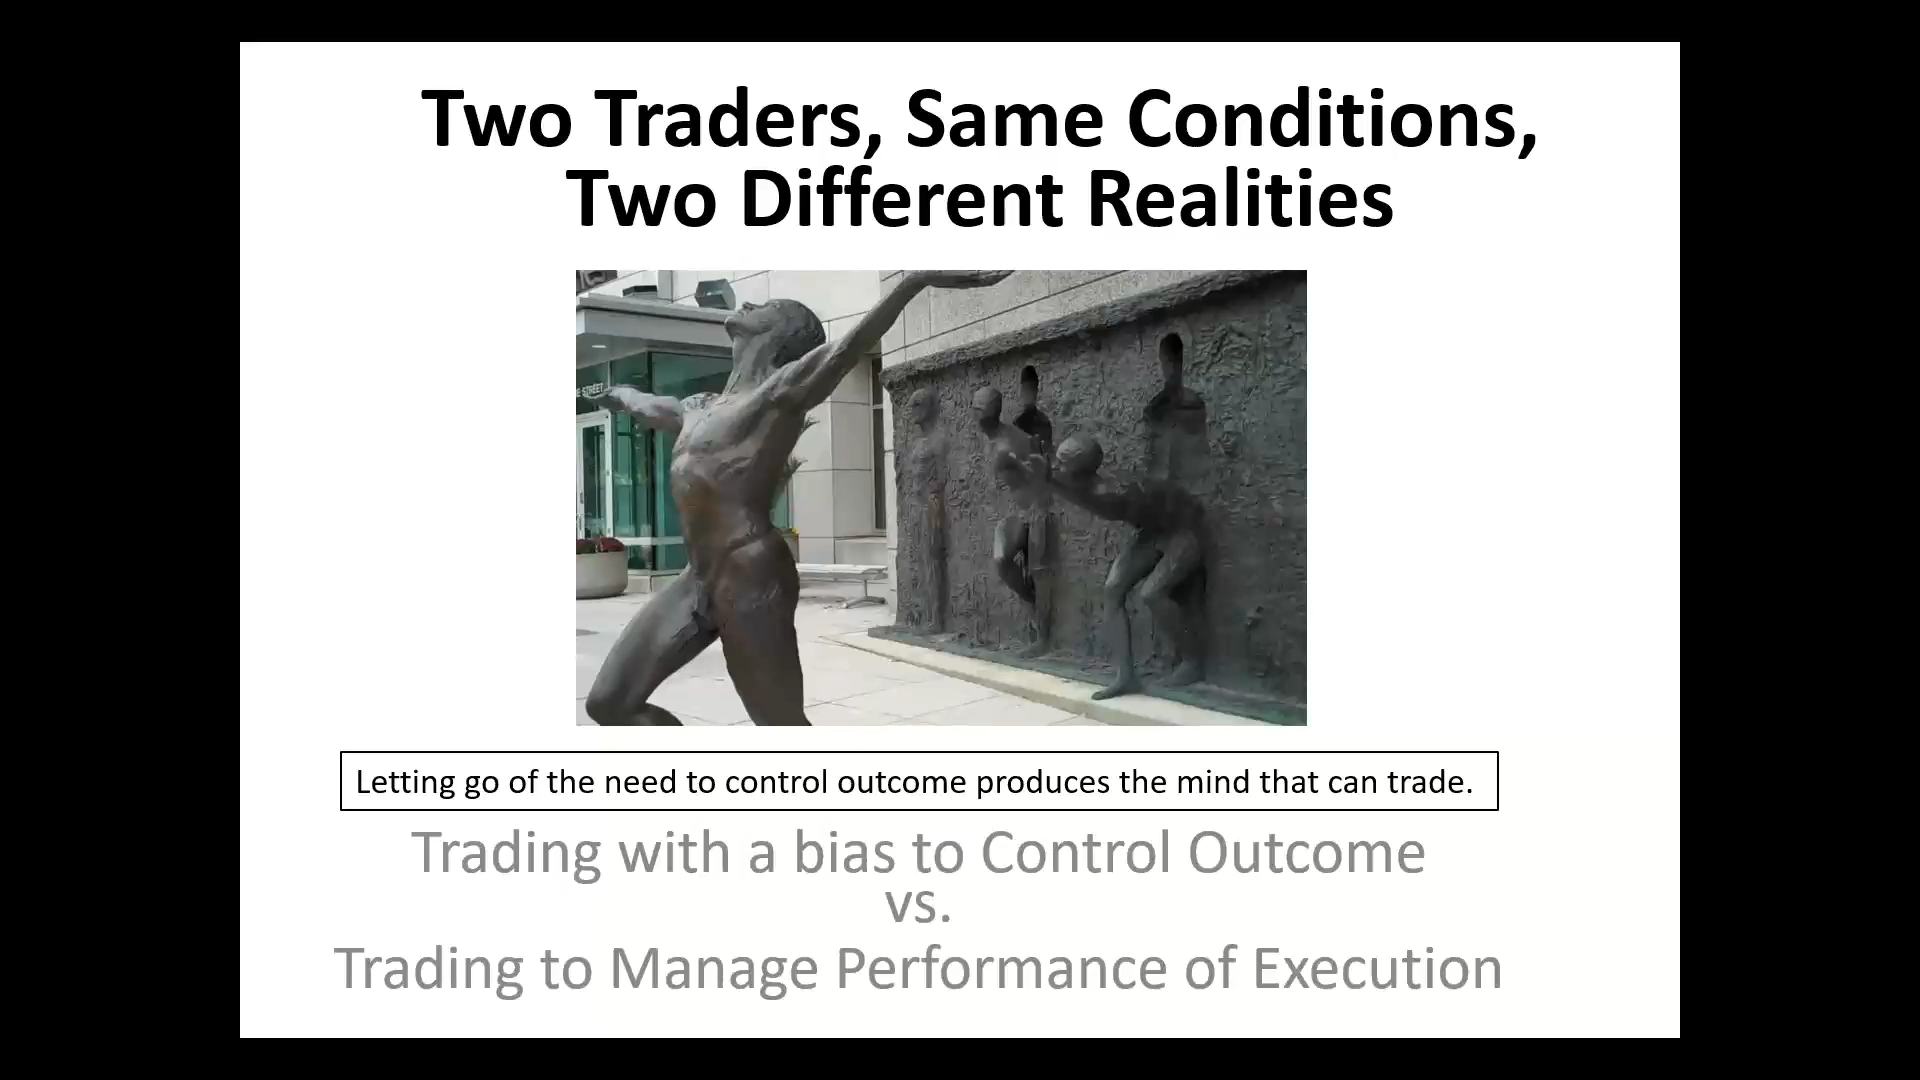 Two Traders, Same Conditions,
Two Different Realities
STREET
Letting go of the need to control outcome produces the mind that can trade.
Trading with a bias to Control Outcome
vs.
Trading to Manage Performance of Execution